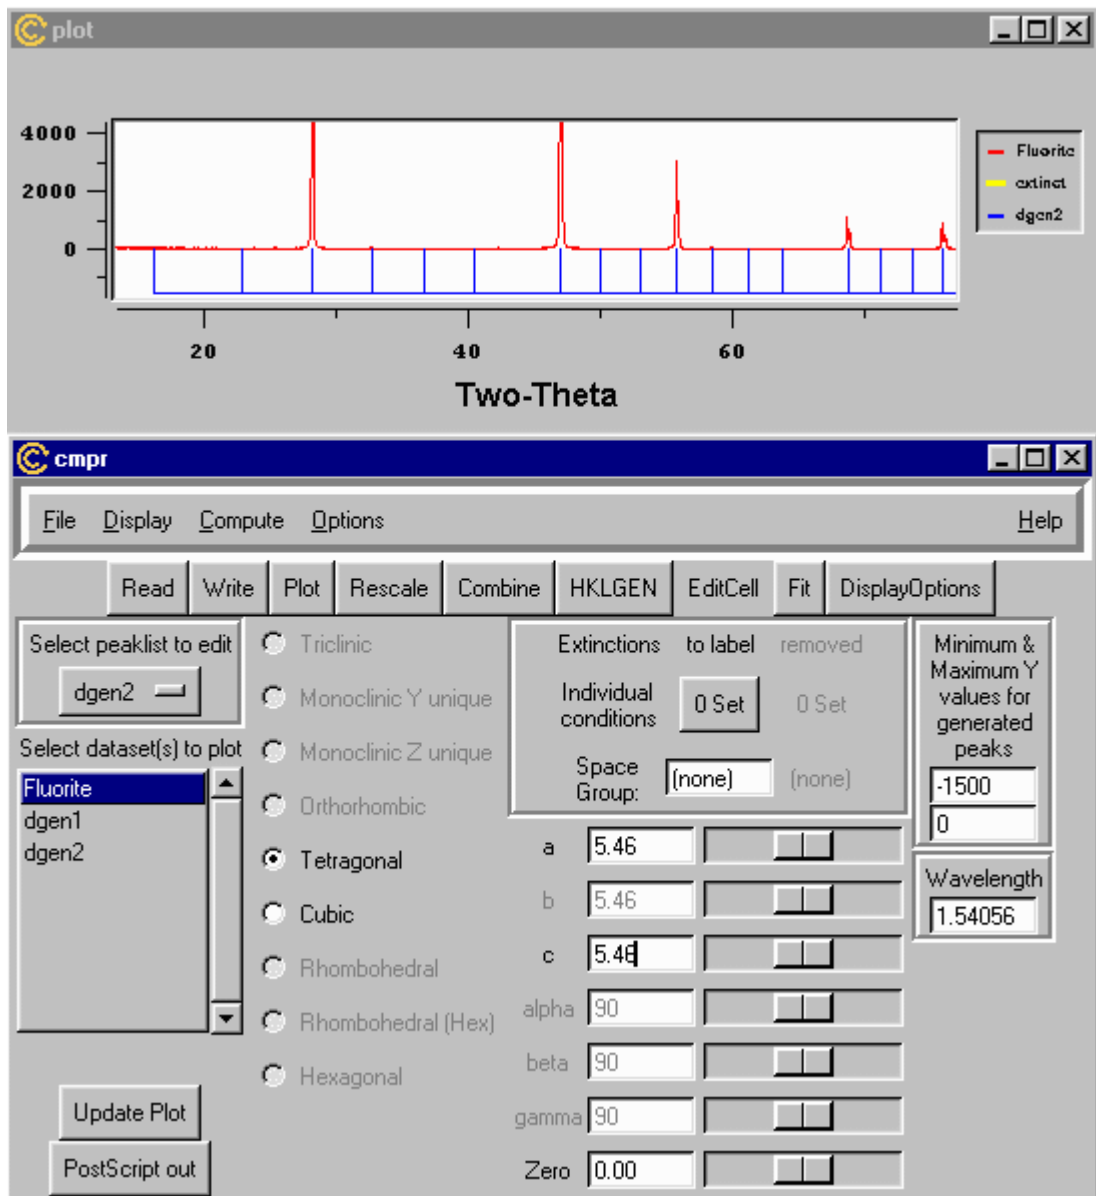 plot
4000
2000
0
Fluorite
extinct
dgen2
20 40 60
Two-Theta
cmpr
File Display Compute Options Help
Read Write Plot Rescale Combine HKLGEN EditCell Fit DisplayOptions
Select peaklist to edit
dgen2
Select dataset(s) to plot
Fluorite
dgen1
dgen2
Update Plot
PostScript out
Triclinic
Monoclinic Y unique
Monoclinic Z unique
Orthorhombic
Tetragonal
Cubic
Rhombohedral
Rhombohedral (Hex)
Hexagonal
Extinctions to label removed
Individual
conditions
0 Set 0 Set
Space
Group:
(none) (none)
a 5.46
b 5.46
c 5.46
alpha 90
beta 90
gamma 90
Zero 0.00
Minimum &
Maximum Y
values for
generated
peaks
-1500
0
Wavelength
1.54056